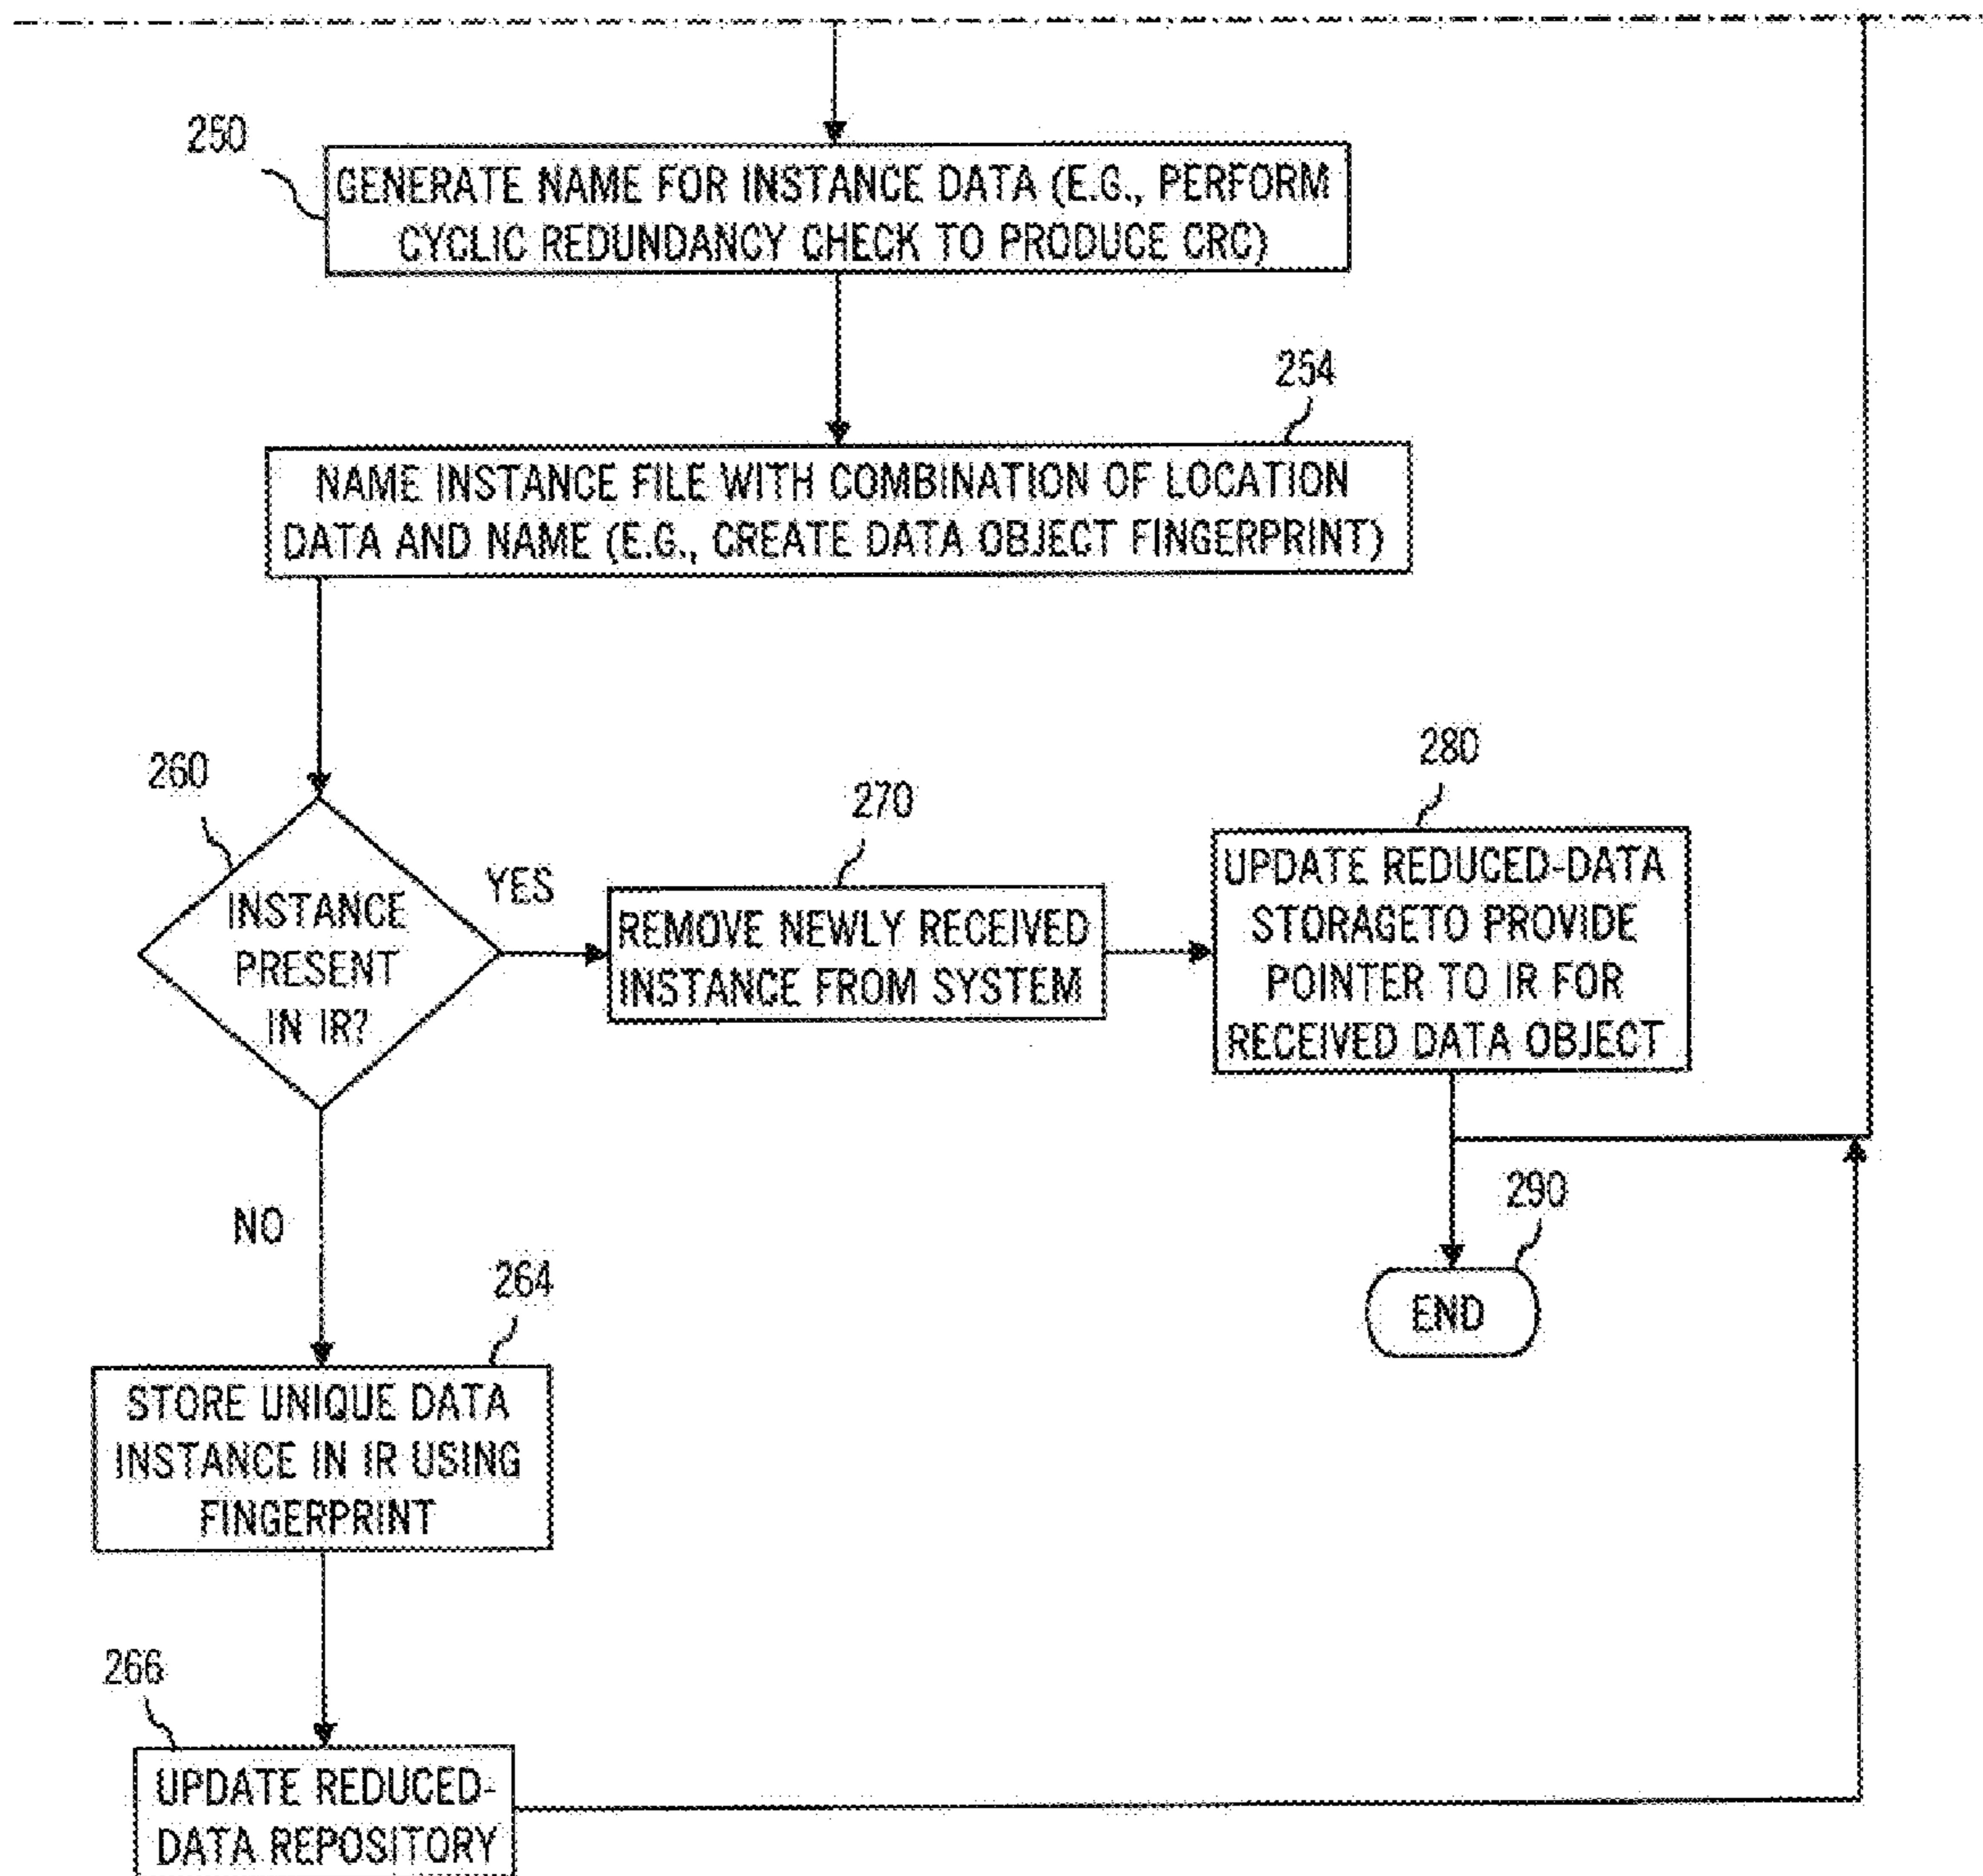 250
GENERATE NAME FOR INSTANCE DATA (E.G., PERFORM
CYCLIC REDUNDANCY CHECK TO PRODUCE CRC)
254
NAME INSTANCE FILE WITH COMBINATION OF LOCATION
DATA AND NAME (E.G., CREATE DATA OBJECT FINGERPRINT)
260
INSTANCE
PRESENT
IN IR?
YES
270
REMOVE NEWLY RECEIVED
INSTANCE FROM SYSTEM
280
UPDATE REDUCED-DATA
STORAGETO PROVIDE
POINTER TO IR FOR
RECEIVED DATA OBJECT
290
END
NO
264
STORE UNIQUE DATA
INSTANCE IN IR USING
FINGERPRINT
266
UPDATE REDUCED-
DATA REPOSITORY